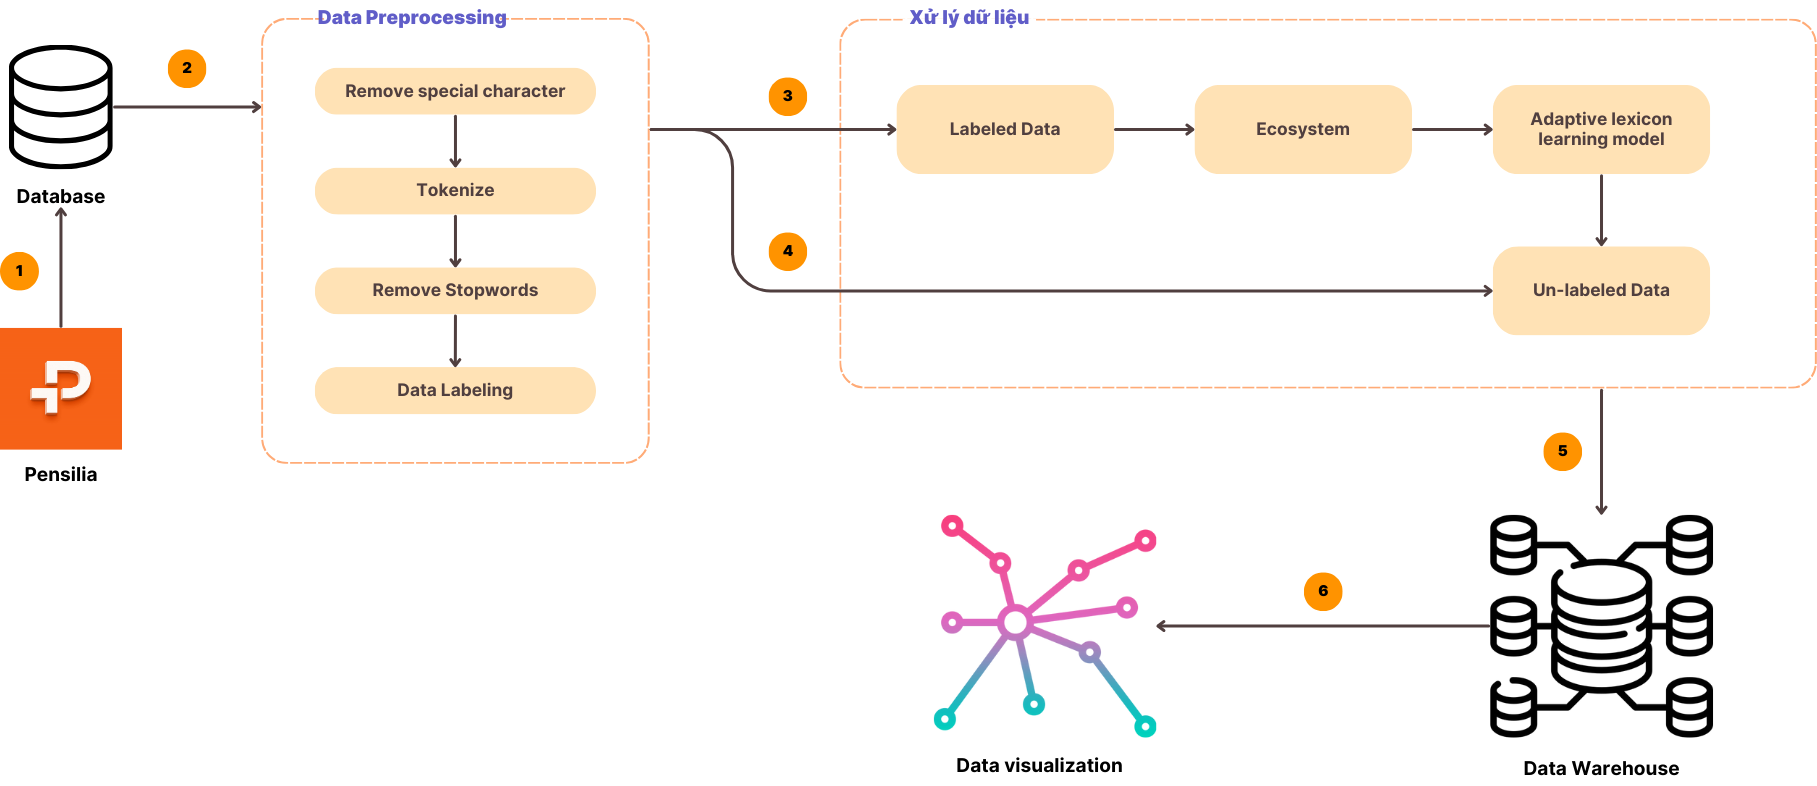 Data Preprocessing
Xử lý dữ liệu
2
Database
1
Pensilia
Remove special character
Tokenize
Remove Stopwords
Data Labeling
3
Labeled Data
Ecosystem
Adaptive lexicon
learning model
4
Un-labeled Data
5
6
Data visualization
Data Warehouse